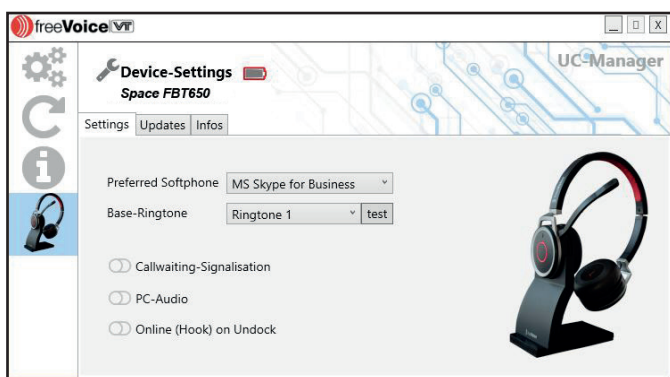 freeVoice VT
UC-Manager
Device-Settings
Space FBT650
Settings Updates Infos
Preferred Softphone MS Skype for Business
Base-Ringtone Ringtone 1 test
Callwaiting-Signalisation
PC-Audio
Online (Hook) on Undock